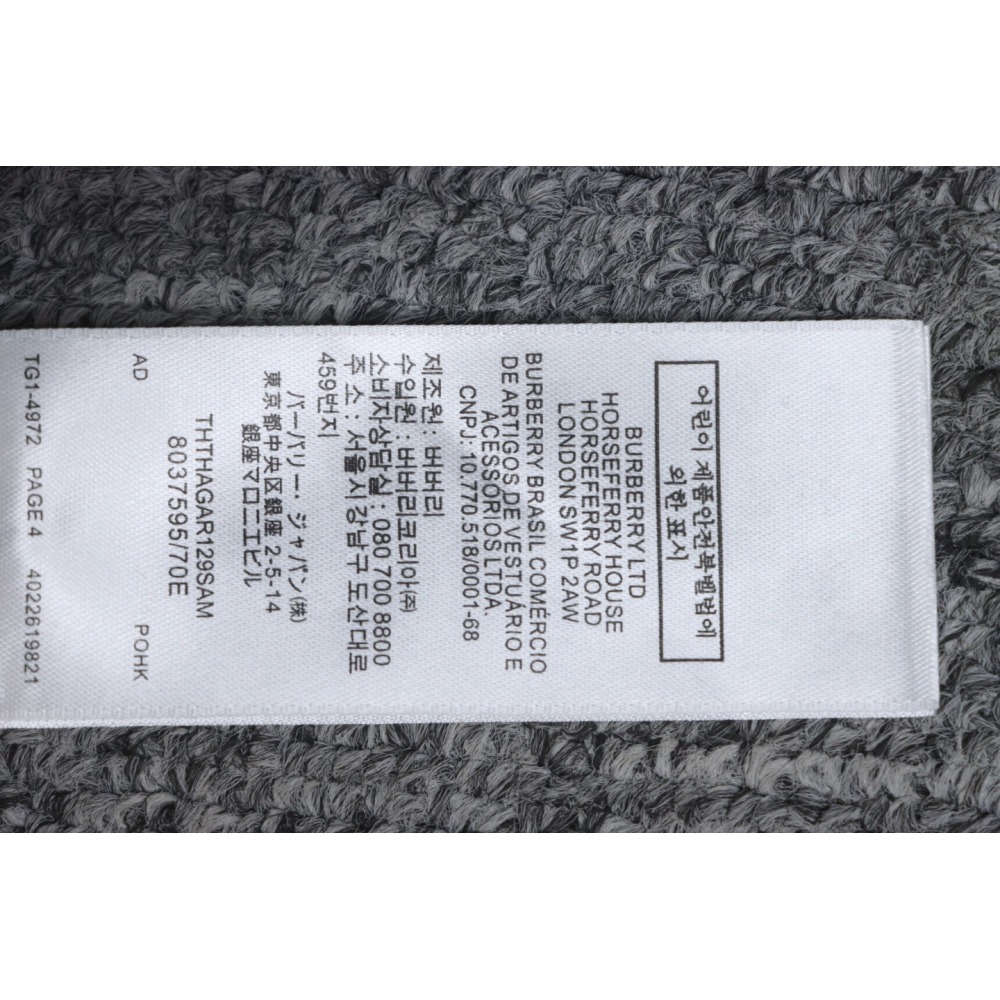 어린이 제품안전특별법에
의한 표시
BURBERRY LTD
HORSEFERRY HOUSE
HORSEFERRY ROAD
LONDON SW1P 2AW
BURBERRY BRASIL COMÉRCIO
DE ARTIGOS DE VESTUÁRIO E
ACESSORIOS LTDA.
CNPJ: 10.770.518/0001-68
제조원 : 버버리
수입원 : 버버리코리아(주)
소비자상담실 : 080 700 8800
주 소 : 서울시 강남구 도산대로
459번지
バーバリー・ジャパン(株)
東京都中央区銀座 2-5-14
銀座マロニエビル
THTHAGAR129SAM
8037595/70E
AD POHK
TG1-4972 PAGE 4 4022619821